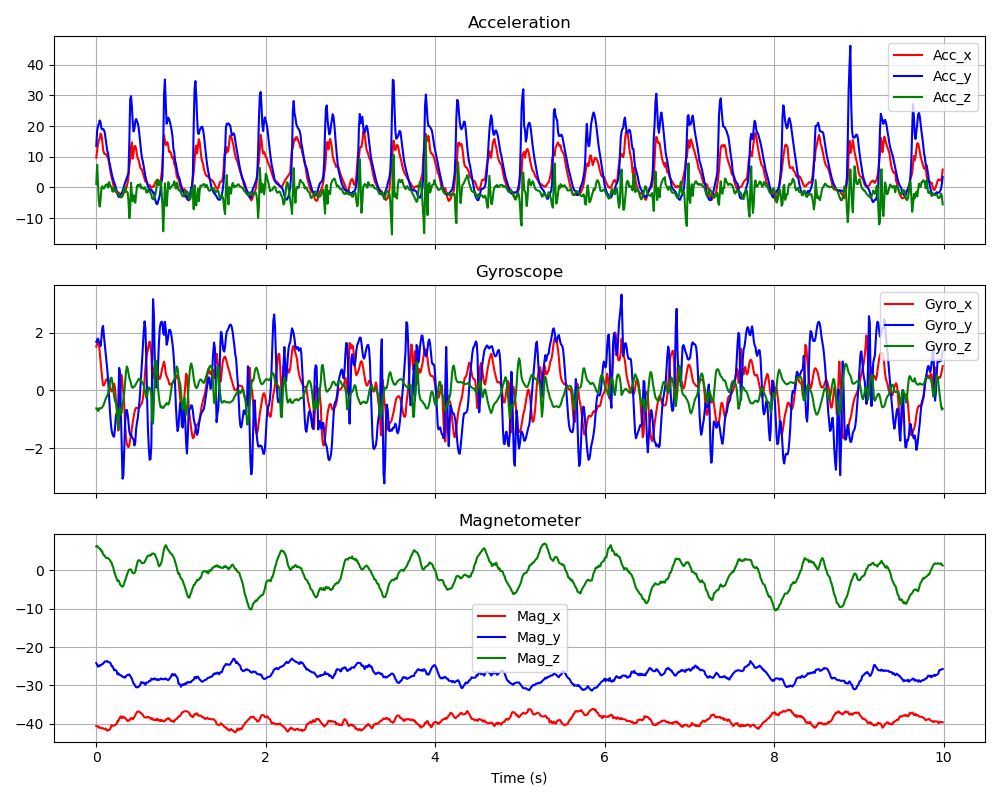 Acceleration
40
30
20
10
0
−10
Acc_x
Acc_y
Acc_z
Gyroscope
2
0
−2
Gyro_x
Gyro_y
Gyro_z
Magnetometer
0
−10
−20
−30
−40
Mag_x
Mag_y
Mag_z
0 2 4 6 8 10
Time (s)